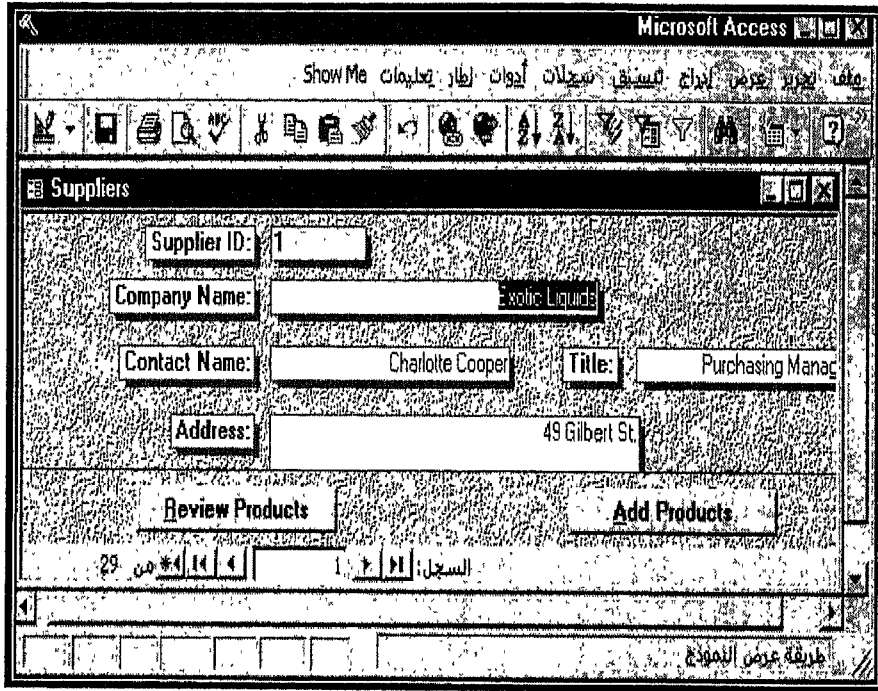 Microsoft Access
ملف تحرير عرض إدراج تنسيق سجلات أدوات إطار تعليمات Show Me
Suppliers
Supplier ID: 1
Company Name: Exotic Liquids
Contact Name: Charlotte Cooper Title: Purchasing Manag
Address: 49 Gilbert St.
Review Products Add Products
السجل: 1 من 29
طريقة عرض النموذج